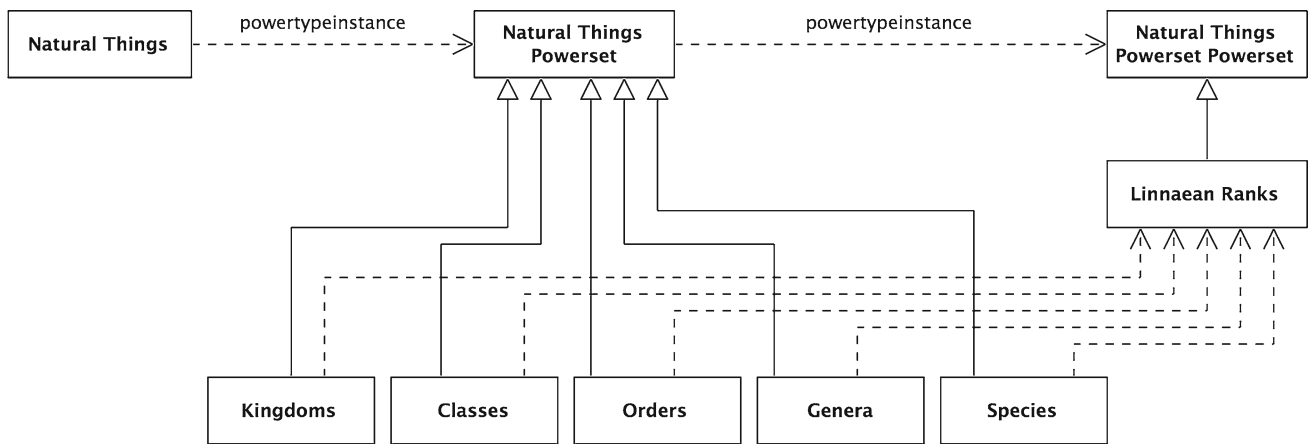 Natural Things
powertypeinstance
Natural Things
Powerset
powertypeinstance
Natural Things
Powerset Powerset
Linnaean Ranks
Kingdoms
Classes
Orders
Genera
Species